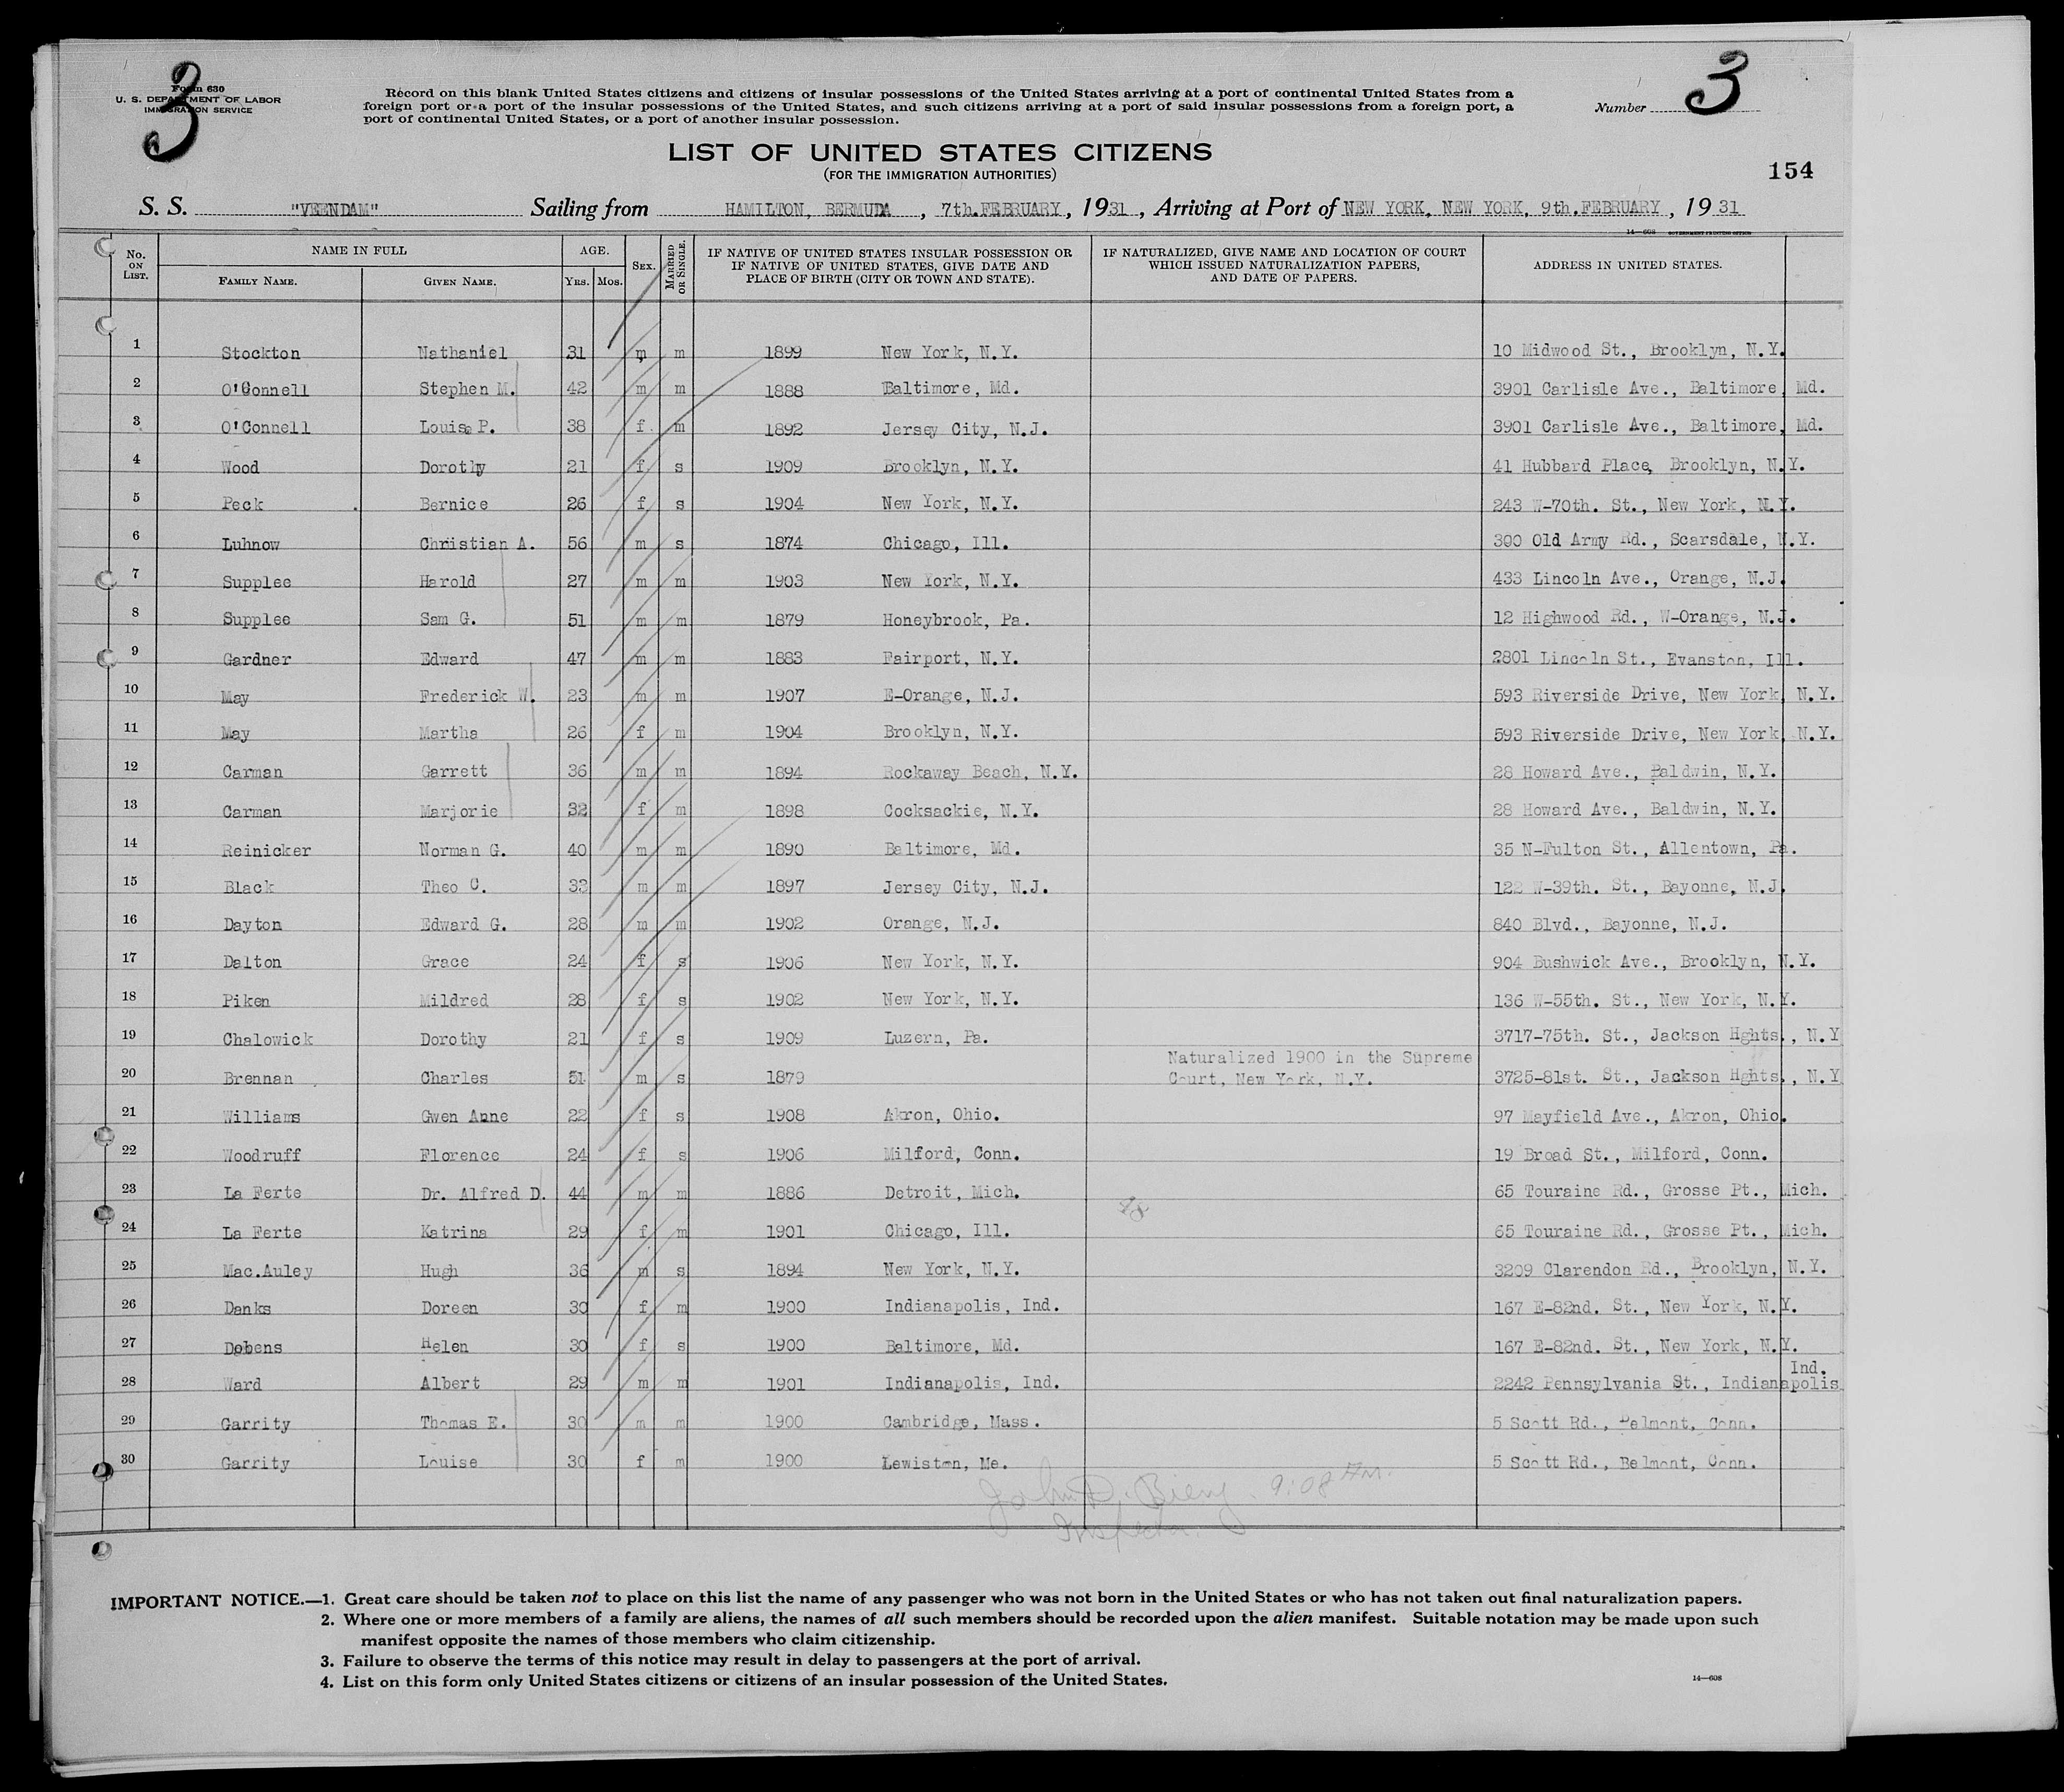 3
Form 630
U. S. DEPARTMENT OF LABOR
IMMIGRATION SERVICE
Record on this blank United States citizens and citizens of insular possessions of the United States arriving at a port of continental United States from a
foreign port or a port of the insular possessions of the United States, and such citizens arriving at a port of said insular possessions from a foreign port, a
port of continental United States, or a port of another insular possession.
Number 3
LIST OF UNITED STATES CITIZENS
(FOR THE IMMIGRATION AUTHORITIES)
154
S. S. "VEENDAM" Sailing from HAMILTON, BERMUDA , 7th.FEBRUARY , 1931 , Arriving at Port of NEW YORK, NEW YORK, 9th.FEBRUARY , 1931
14—608 GOVERNMENT PRINTING OFFICE
No. ON LIST. NAME IN FULL AGE. SEX. MARRIED OR SINGLE. IF NATIVE OF UNITED STATES INSULAR POSSESSION OR IF NATIVE OF UNITED STATES, GIVE DATE AND PLACE OF BIRTH (CITY OR TOWN AND STATE). IF NATURALIZED, GIVE NAME AND LOCATION OF COURT WHICH ISSUED NATURALIZATION PAPERS, AND DATE OF PAPERS. ADDRESS IN UNITED STATES.
FAMILY NAME. GIVEN NAME. YRS. MOS.
1 Stockton Nathaniel 31 m m 1899 New York, N.Y. 10 Midwood St., Brooklyn, N.Y.
2 O'Connell Stephen M. 42 m m 1888 Baltimore, Md. 3901 Carlisle Ave., Baltimore, Md.
3 O'Connell Louise P. 38 f m 1892 Jersey City, N.J. 3901 Carlisle Ave., Baltimore, Md.
4 Wood Dorothy 21 f s 1909 Brooklyn, N.Y. 41 Hubbard Place, Brooklyn, N.Y.
5 Peck Bernice 26 f s 1904 New York, N.Y. 243 W-70th. St., New York, N.Y.
6 Luhnow Christian A. 56 m s 1874 Chicago, Ill. 300 Old Army Rd., Scarsdale, N.Y.
7 Supplee Harold 27 m m 1903 New York, N.Y. 433 Lincoln Ave., Orange, N.J.
8 Supplee Sam G. 51 m m 1879 Honeybrook, Pa. 12 Highwood Rd., W-Orange, N.J.
9 Gardner Edward 47 m m 1883 Fairport, N.Y. 2801 Lincoln St., Evanston, Ill.
10 May Frederick W. 23 m m 1907 E-Orange, N.J. 593 Riverside Drive, New York, N.Y.
11 May Martha 26 f m 1904 Brooklyn, N.Y. 593 Riverside Drive, New York, N.Y.
12 Carman Garrett 36 m m 1894 Rockaway Beach, N.Y. 28 Howard Ave., Baldwin, N.Y.
13 Carman Marjorie 32 f m 1898 Cocksackie, N.Y. 28 Howard Ave., Baldwin, N.Y.
14 Reinicker Norman G. 40 m m 1890 Baltimore, Md. 35 N-Fulton St., Allentown, Pa.
15 Black Theo C. 33 m m 1897 Jersey City, N.J. 122 W-39th. St., Bayonne, N.J.
16 Dayton Edward G. 28 m m 1902 Orange, N.J. 840 Blvd., Bayonne, N.J.
17 Dalton Grace 24 f s 1906 New York, N.Y. 904 Bushwick Ave., Brooklyn, N.Y.
18 Piken Mildred 28 f s 1902 New York, N.Y. 136 W-55th. St., New York, N.Y.
19 Chalowick Dorothy 21 f s 1909 Luzern, Pa. 3717-75th. St., Jackson Hghts., N.Y
Naturalized 1900 in the Supreme
20 Brennan Charles 51 m s 1879 Court, New York, N.Y. 3725-81st. St., Jackson Hghts., N.Y
21 Williams Gwen Anne 22 f s 1908 Akron, Ohio. 97 Mayfield Ave., Akron, Ohio.
22 Woodruff Florence 24 f s 1906 Milford, Conn. 19 Broad St., Milford, Conn.
23 La Ferte Dr. Alfred D. 44 m m 1886 Detroit, Mich. 65 Touraine Rd., Grosse Pt., Mich.
24 La Ferte Katrina 29 f m 1901 Chicago, Ill. 65 Touraine Rd., Grosse Pt., Mich.
25 Mac.Auley Hugh 36 m s 1894 New York, N.Y. 3209 Clarendon Rd., Brooklyn, N.Y.
26 Danks Doreen 30 f m 1900 Indianapolis, Ind. 167 E-82nd. St., New York, N.Y.
27 Dobens Helen 30 f s 1900 Baltimore, Md. 167 E-82nd. St., New York, N.Y.
Ind.
28 Ward Albert 29 m m 1901 Indianapolis, Ind. 2242 Pennsylvania St., Indianapolis
29 Garrity Thomas E. 30 m m 1900 Cambridge, Mass. 5 Scott Rd., Belmont, Conn.
30 Garrity Louise 30 f m 1900 Lewiston, Me. 5 Scott Rd., Belmont, Conn.
John D. 9:08 AM.
Inspector
IMPORTANT NOTICE.—1. Great care should be taken not to place on this list the name of any passenger who was not born in the United States or who has not taken out final naturalization papers.
2. Where one or more members of a family are aliens, the names of all such members should be recorded upon the alien manifest. Suitable notation may be made upon such
manifest opposite the names of those members who claim citizenship.
3. Failure to observe the terms of this notice may result in delay to passengers at the port of arrival.
4. List on this form only United States citizens or citizens of an insular possession of the United States.
14—608